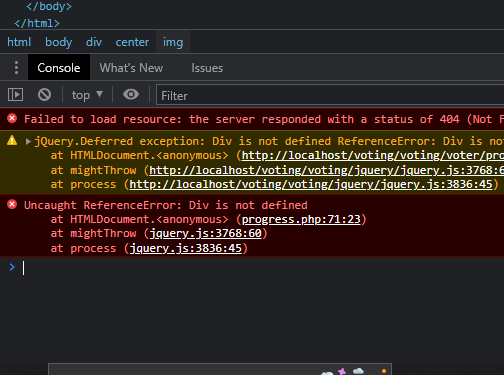 </body>
</html>
html body div center img
Console What's New Issues
top Filter
Failed to load resource: the server responded with a status of 404 (Not F
jQuery.Deferred exception: Div is not defined ReferenceError: Div is no
at HTMLDocument.<anonymous> (http://localhost/voting/voting/voter/pro
at mightThrow (http://localhost/voting/voting/jquery/jquery.js:3768:6
at process (http://localhost/voting/voting/jquery/jquery.js:3836:45)
Uncaught ReferenceError: Div is not defined
at HTMLDocument.<anonymous> (progress.php:71:23)
at mightThrow (jquery.js:3768:60)
at process (jquery.js:3836:45)